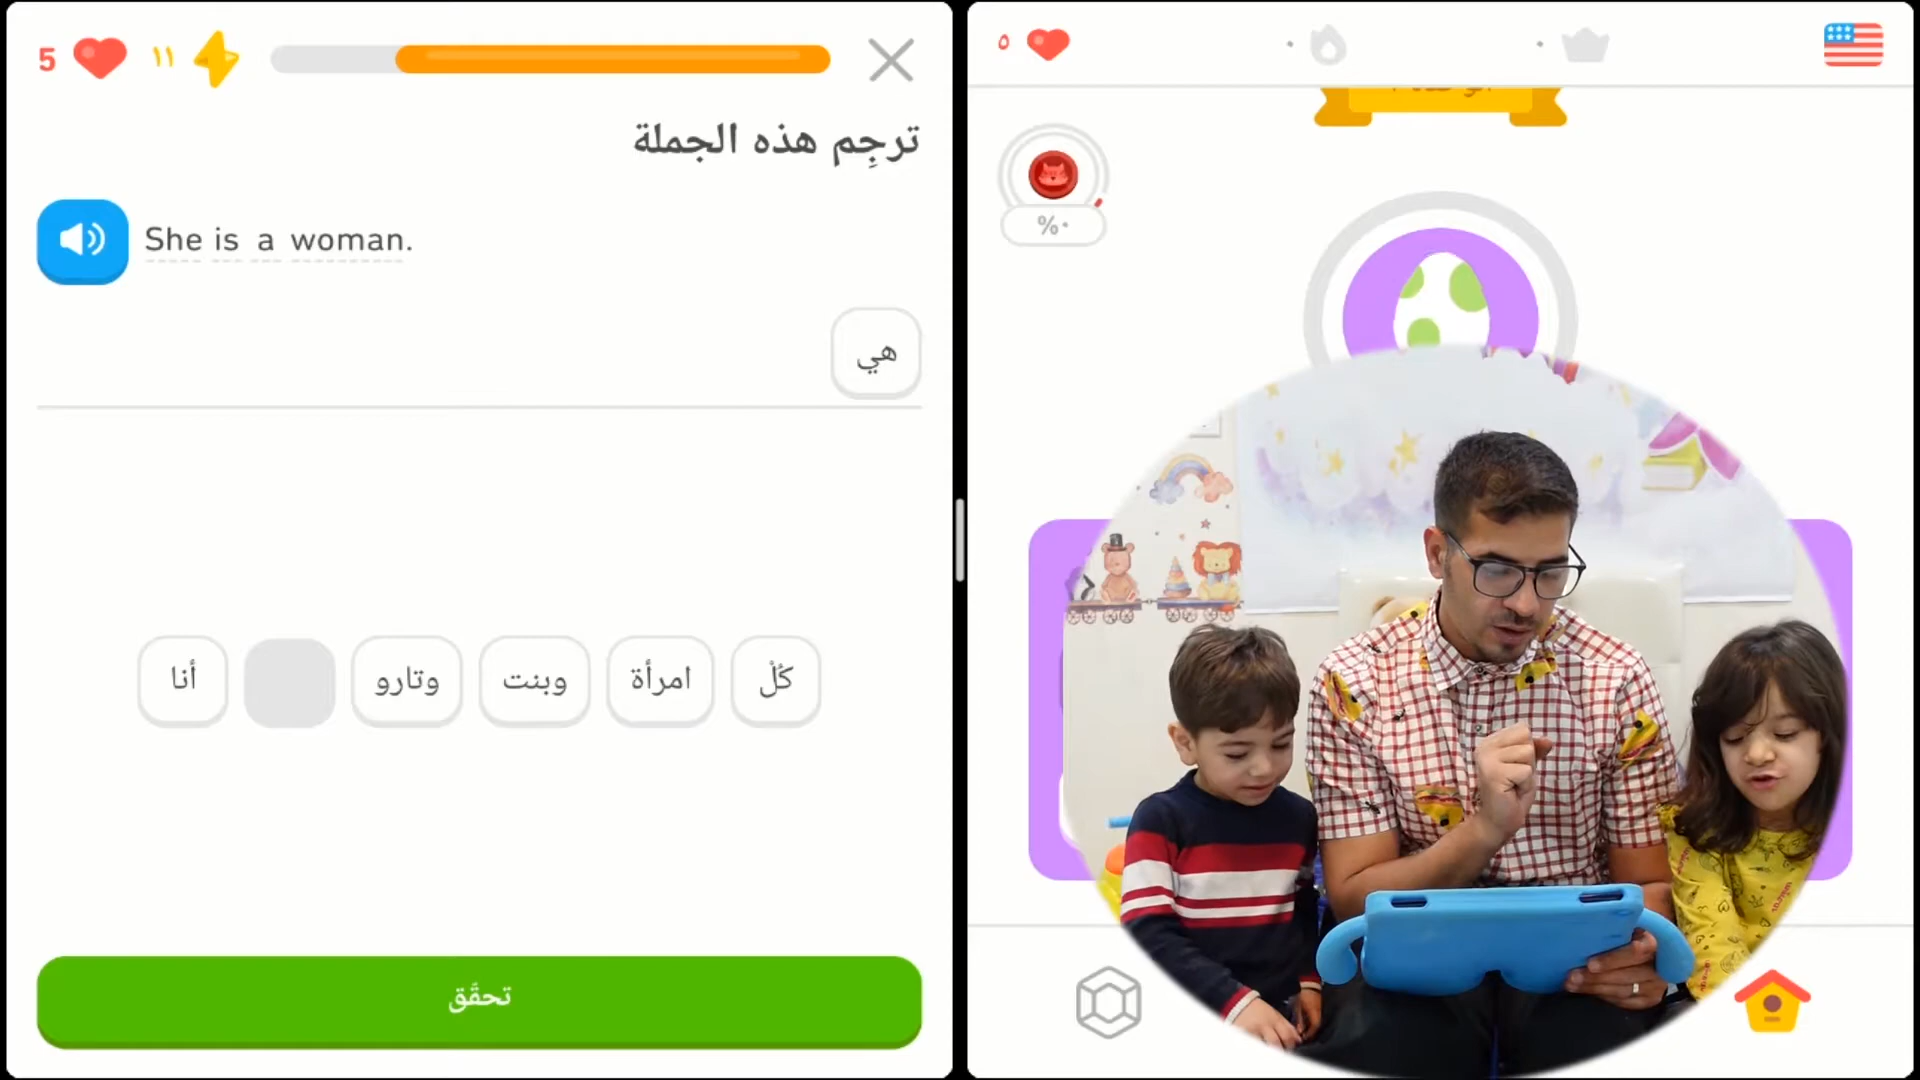 5 ١١
ترجِم هذه الجملة
She is a woman.
هي
كُلْ امرأة وبنت وتارو أنا
تحقَّق
٥ ٠ ٠
%٠